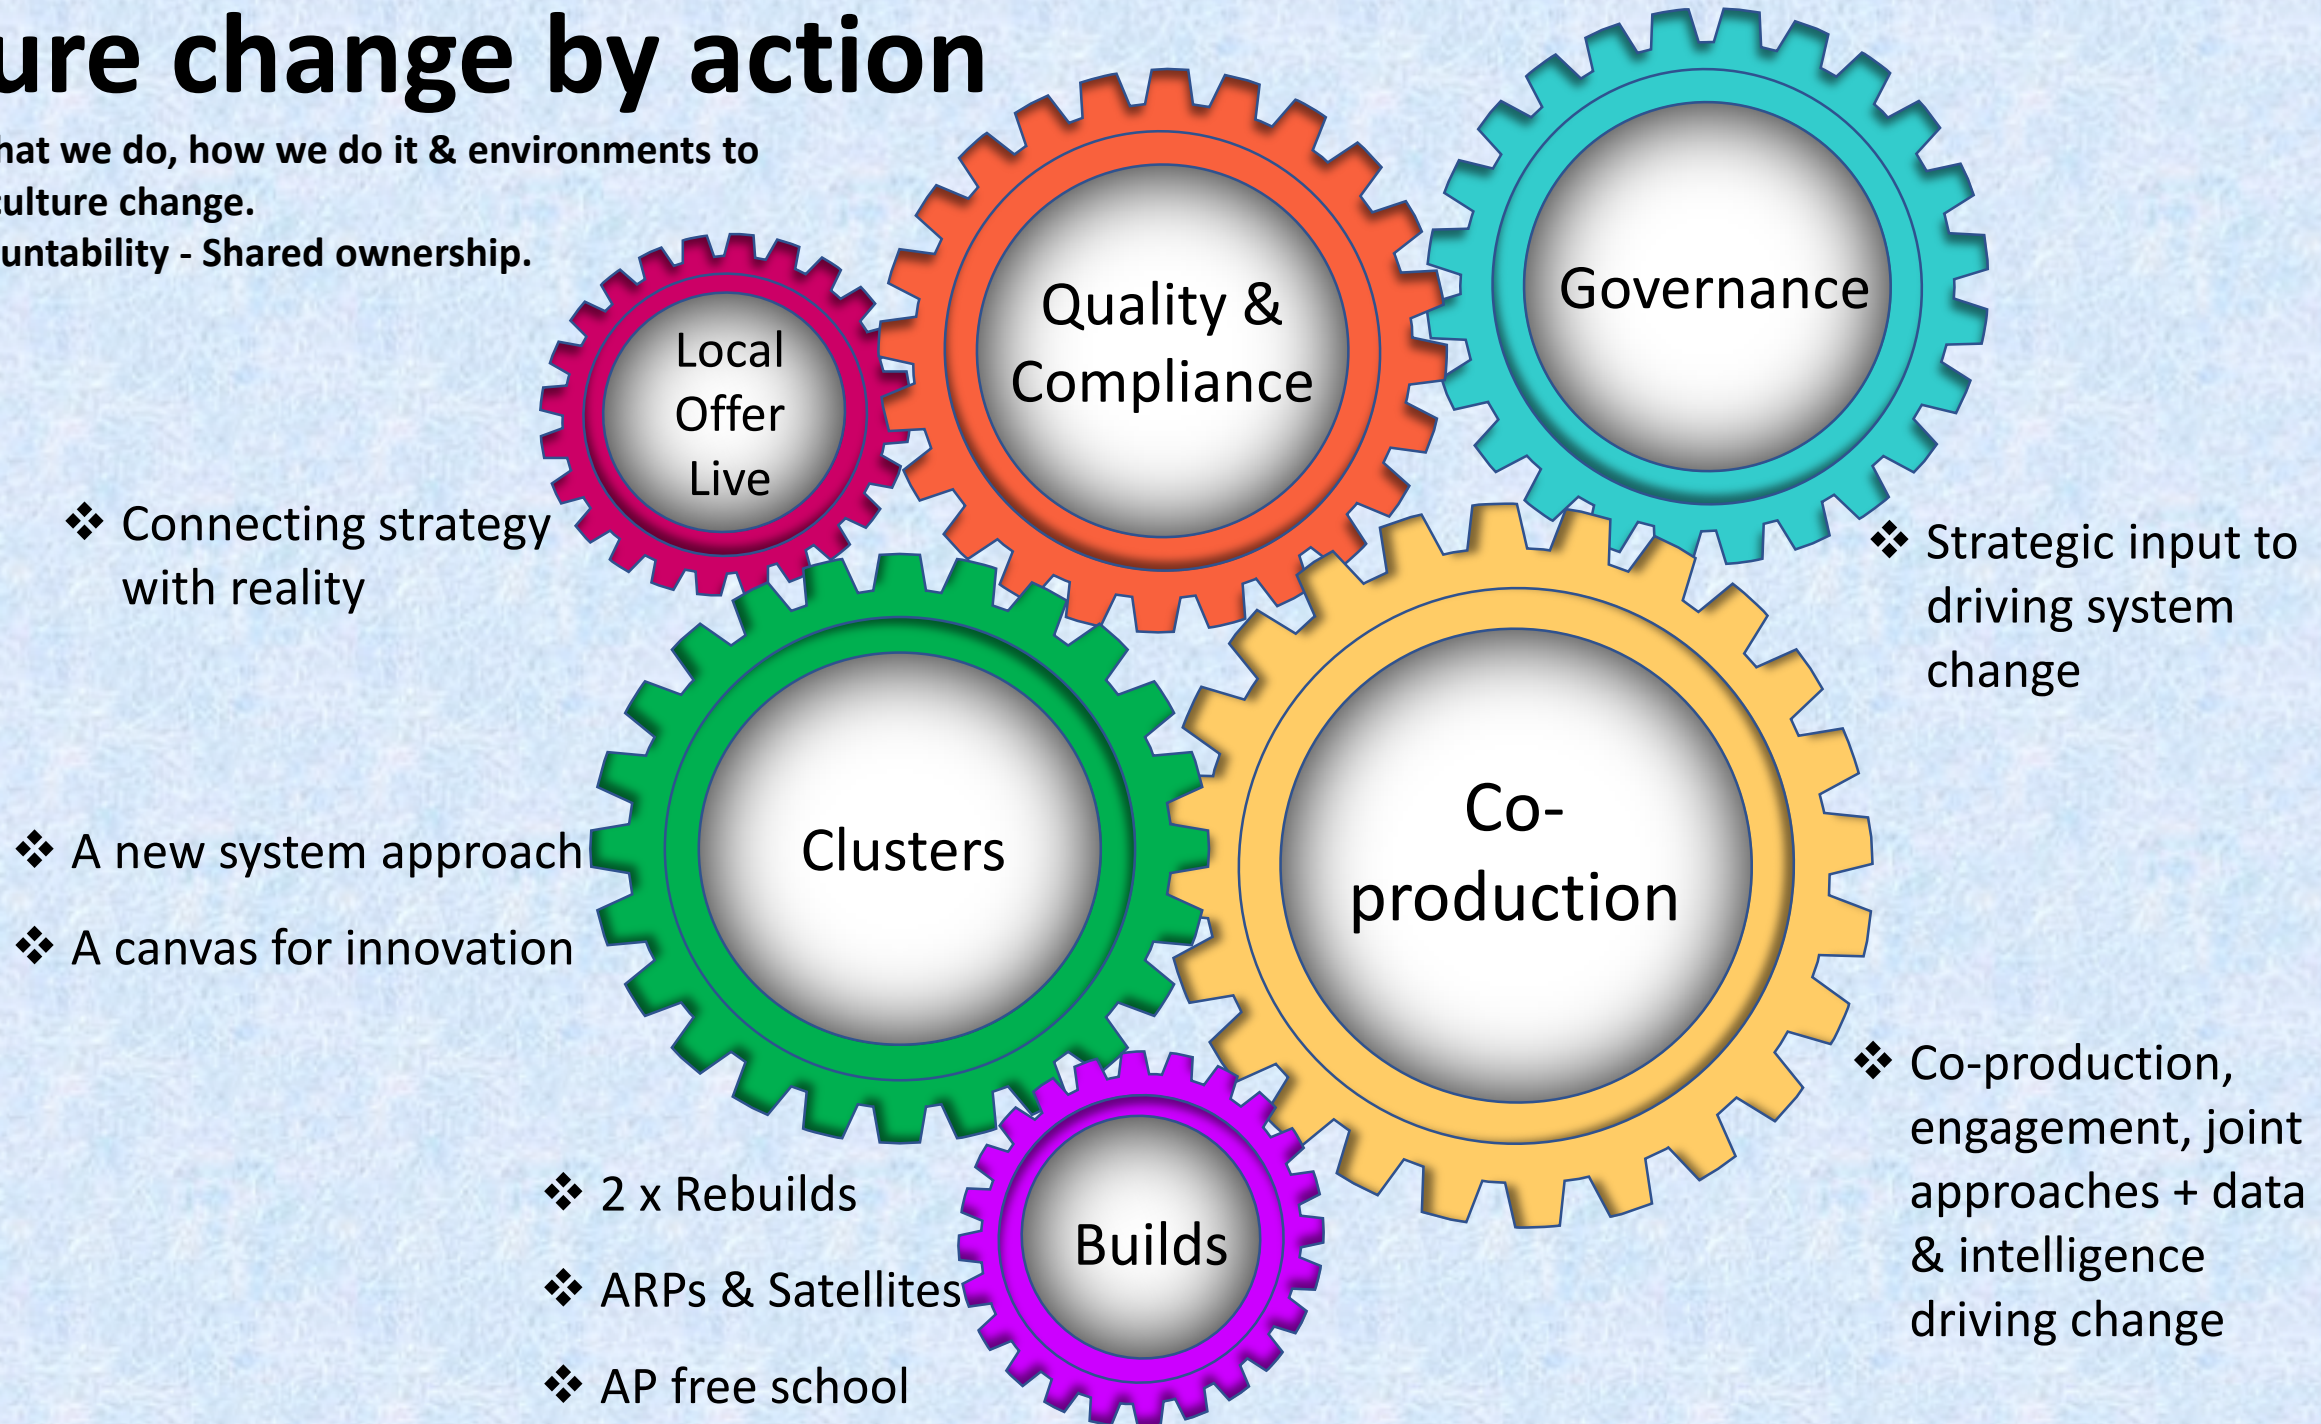 ure change by action
hat we do, how we do it & environments to
culture change.
untability - Shared ownership.
Local
Offer
Live
Quality &
Compliance
Governance
❖ Connecting strategy
with reality
❖ Strategic input to
driving system
change
❖ A new system approach
❖ A canvas for innovation
Clusters
Co-
production
❖ Co-production,
engagement, joint
approaches + data
& intelligence
driving change
❖ 2 x Rebuilds
❖ ARPs & Satellites
❖ AP free school
Builds